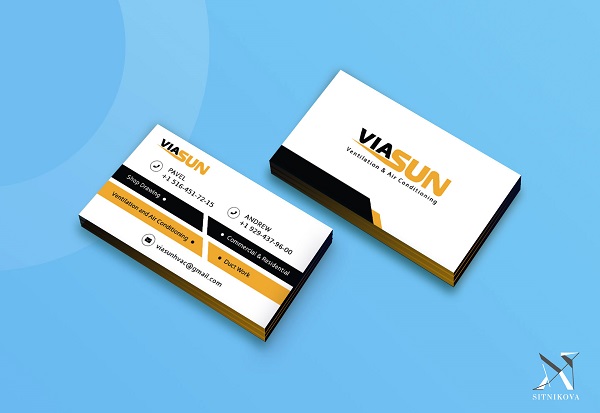 VIASUN
PAVEL
+1 516-451-72-15
Shop Drawing
ANDREW
+1 929-437-96-00
Ventilation and Air Conditioning
Commercial & Residential
Duct Work
viasunhvac@gmail.com
VIASUN
Ventilation & Air Conditioning
SITNIKOVA